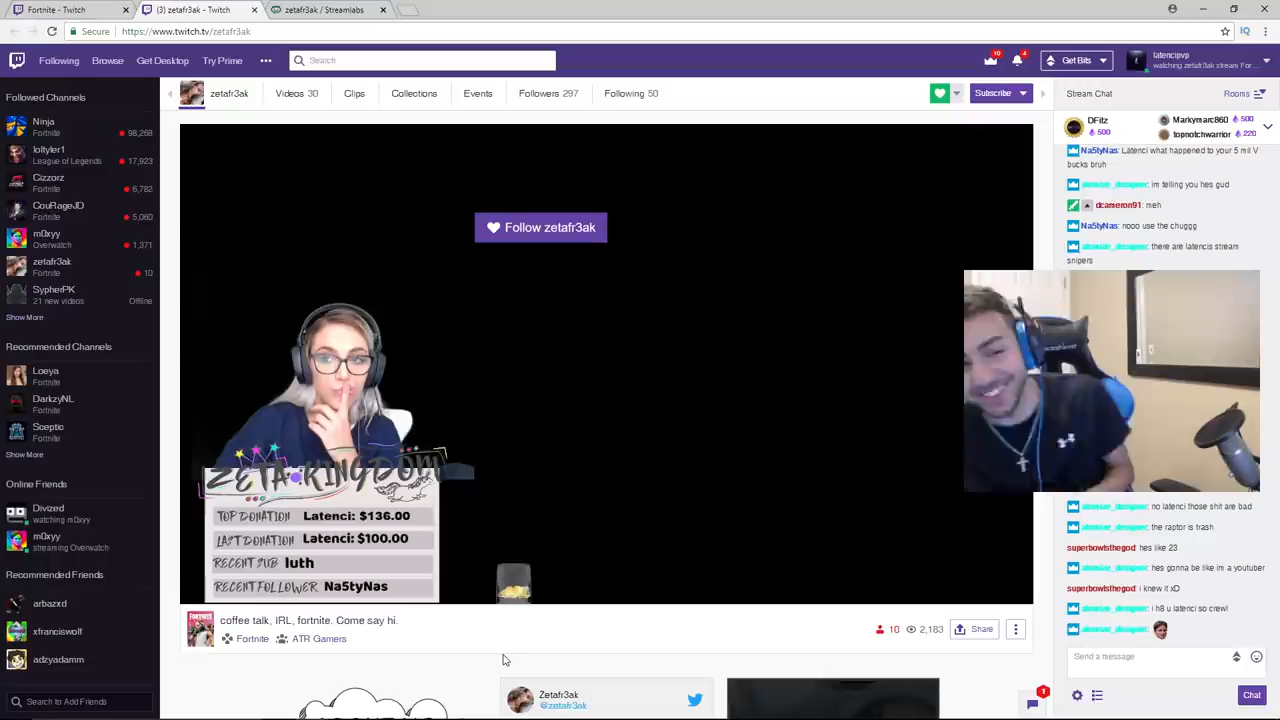 Fortnite - Twitch
(3) zetafr3ak - Twitch
zetafr3ak / Streamlabs
Secure
https://www.twitch.tv/zetafr3ak
Following
Browse
Get Desktop
Try Prime
Search
10
4
Get Bits
latencipvp
watching zetafr3ak stream For...
Followed Channels
Ninja
Fortnite
98,268
loltyler1
League of Legends
17,923
Cizzorz
Fortnite
6,782
CouRageJD
Fortnite
5,060
m0xyy
Overwatch
1,371
zetafr3ak
Fortnite
10
SypherPK
21 new videos
Offline
Show More
Recommended Channels
Loeya
Fortnite
DarkzyNL
Fortnite
Sceptic
Fortnite
Show More
Online Friends
Divized
watching m0xyy
m0xyy
streaming Overwatch
Recommended Friends
arbazxd
xfranciswolf
adzyadamm
Search to Add Friends
zetafr3ak
Videos 30
Clips
Collections
Events
Followers 297
Following 50
Subscribe
Follow zetafr3ak
ZETA KINGDOM
TOP DONATION Latenci: $136.00
LAST DONATION Latenci: $100.00
RECENT SUB luth
RECENT FOLLOWER Na5tyNas
coffee talk, IRL, fortnite. Come say hi.
Fortnite
ATR Gamers
10
2,183
Share
Zetafr3ak
@zetafr3ak
Stream Chat
Rooms
DFitz
500
Markymarc860 500
topnotchwarrior 220
Na5tyNas: Latenci what happened to your 5 mil V
bucks bruh
im telling you hes gud
dcameron91: meh
Na5tyNas: nooo use the chuggg
there are latencis stream
snipers
no latenci those shit are bad
the raptor is trash
superbowlsthegod: hes like 23
hes gonna be like im a youtuber
superbowlsthegod: i knew it xD
i h8 u latenci so crewl
Send a message
1
Chat